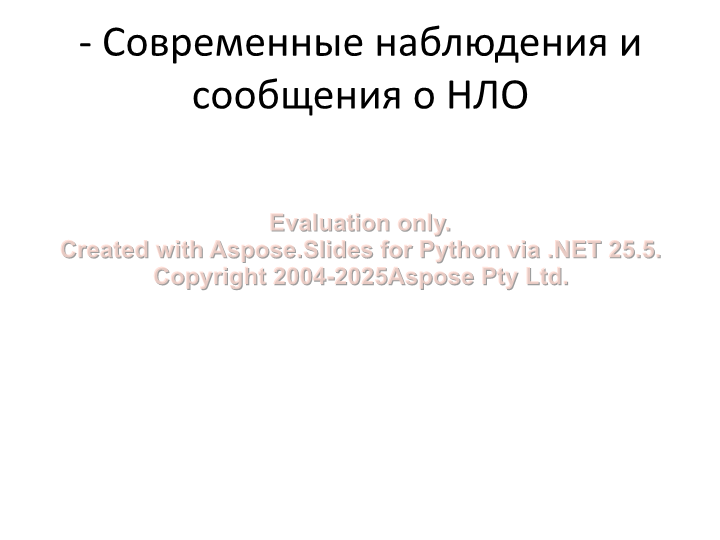 - Современные наблюдения и
сообщения о НЛО
Evaluation only.
Created with Aspose.Slides for Python via .NET 25.5.
Copyright 2004-2025Aspose Pty Ltd.